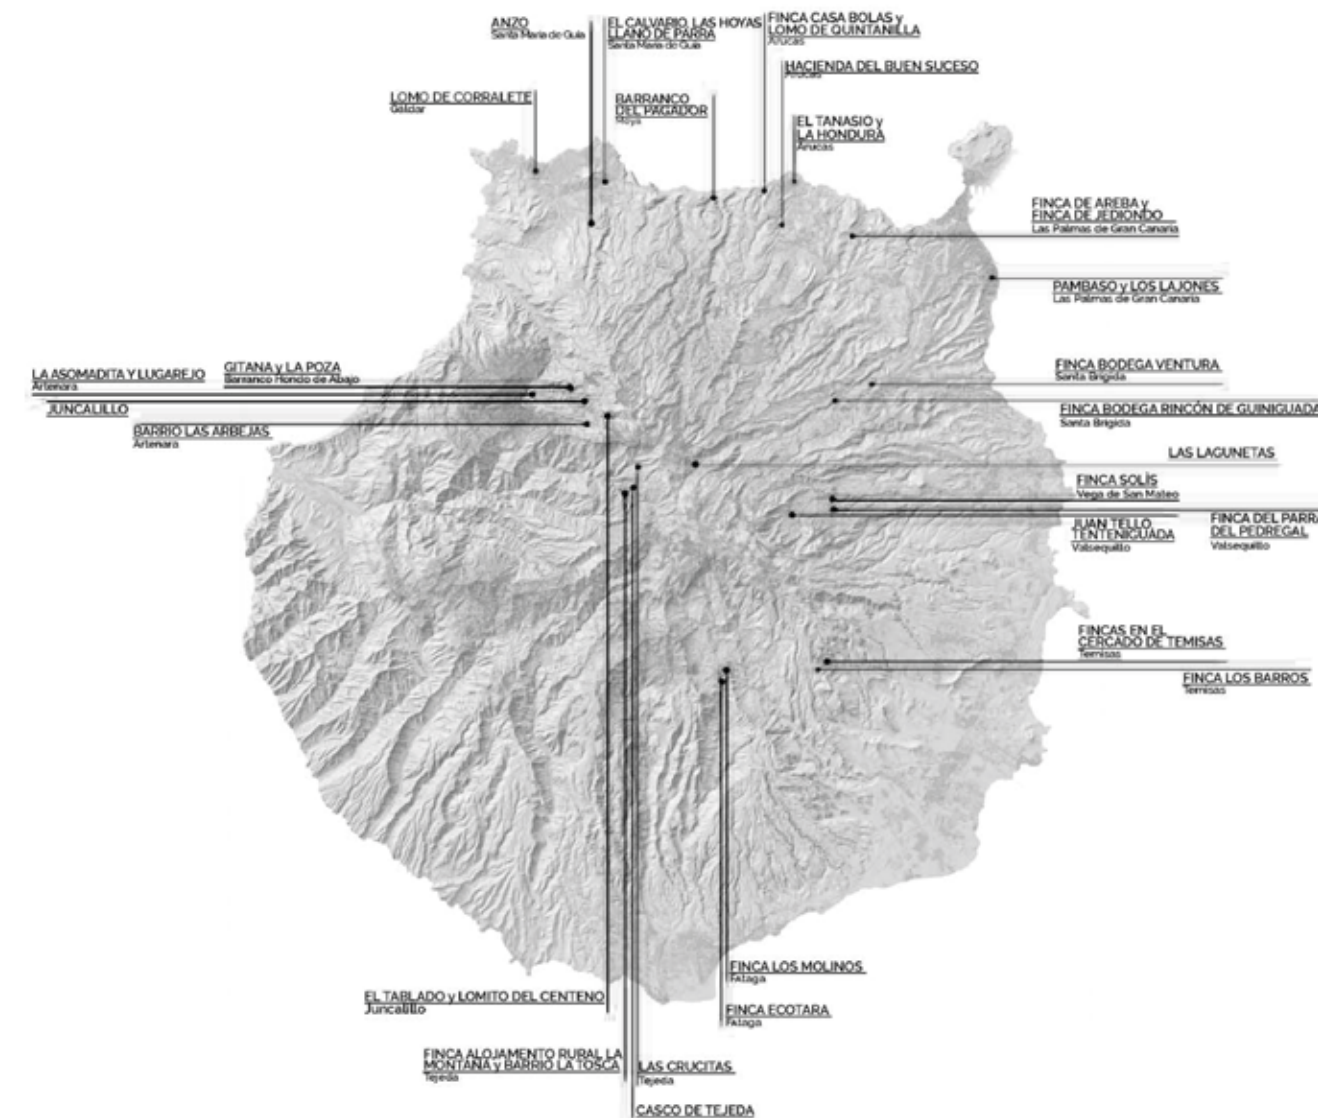 ANZO
Santa María de Guía
EL CALVARIO, LAS HOYAS
LLANO DE PARRA
Santa María de Guía
FINCA CASA BOLAS y
LOMO DE QUINTANILLA
Arucas
HACIENDA DEL BUEN SUCESO
Arucas
LOMO DE CORRALETE
Gáldar
BARRANCO
DEL PAGADOR
Moya
EL TANASIO y
LA HONDURA
Arucas
FINCA DE AREBA y
FINCA DE JEDIONDO
Las Palmas de Gran Canaria
PAMBASO y LOS LAJONES
Las Palmas de Gran Canaria
LA ASOMADITA Y LUGAREJO
Artenara
GITANA y LA POZA
Barranco Hondo de Abajo
JUNCALILLO
BARRIO LAS ARBEJAS
Artenara
FINCA BODEGA VENTURA
Santa Brígida
FINCA BODEGA RINCÓN DE GUINIGUADA
Santa Brígida
LAS LAGUNETAS
FINCA SOLÍS
Vega de San Mateo
JUAN TELLO,
TENTENIGUADA
Valsequillo
FINCA DEL PARRA
DEL PEDREGAL
Valsequillo
FINCAS EN EL
CERCADO DE TEMISAS
Temisas
FINCA LOS BARROS
Temisas
FINCA LOS MOLINOS
Fataga
FINCA ECOTARA
Fataga
EL TABLADO y LOMITO DEL CENTENO
Juncalillo
FINCA ALOJAMENTO RURAL LA
MONTAÑA y BARRIO LA TOSCA
Tejeda
LAS CRUCITAS
Tejeda
CASCO DE TEJEDA